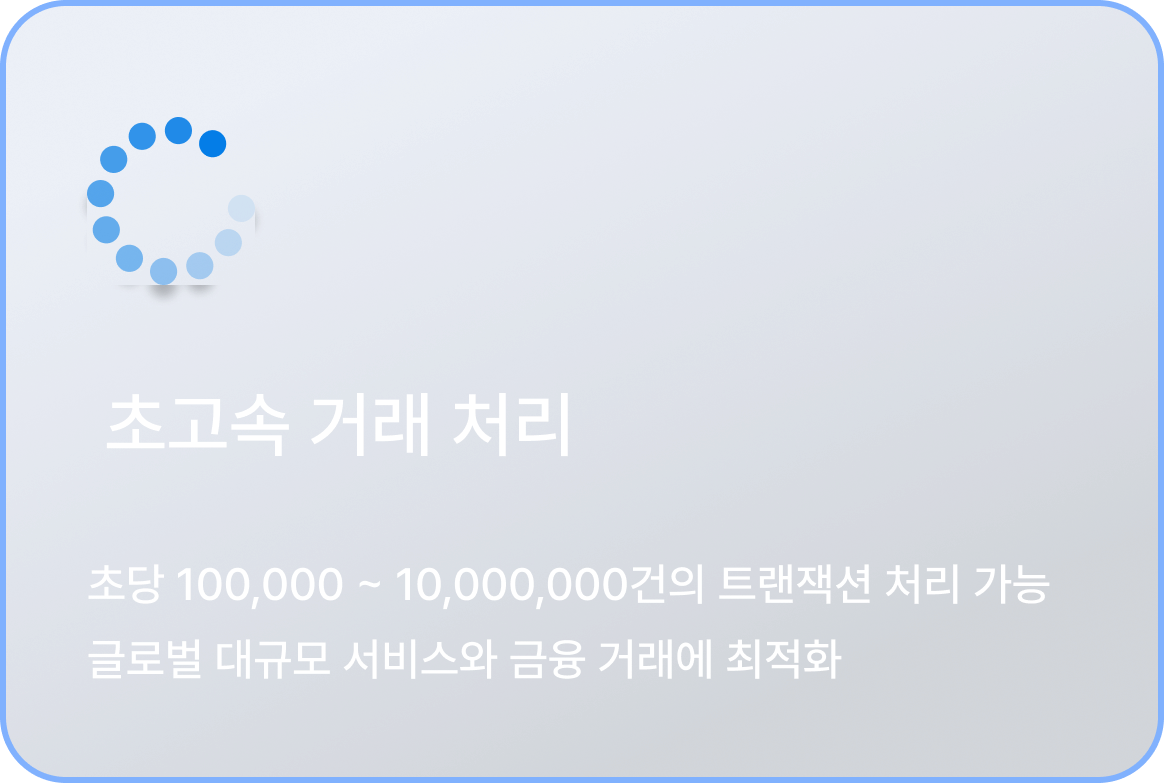 초고속 거래 처리
초당 100,000 ~ 10,000,000건의 트랜잭션 처리 가능
글로벌 대규모 서비스와 금융 거래에 최적화